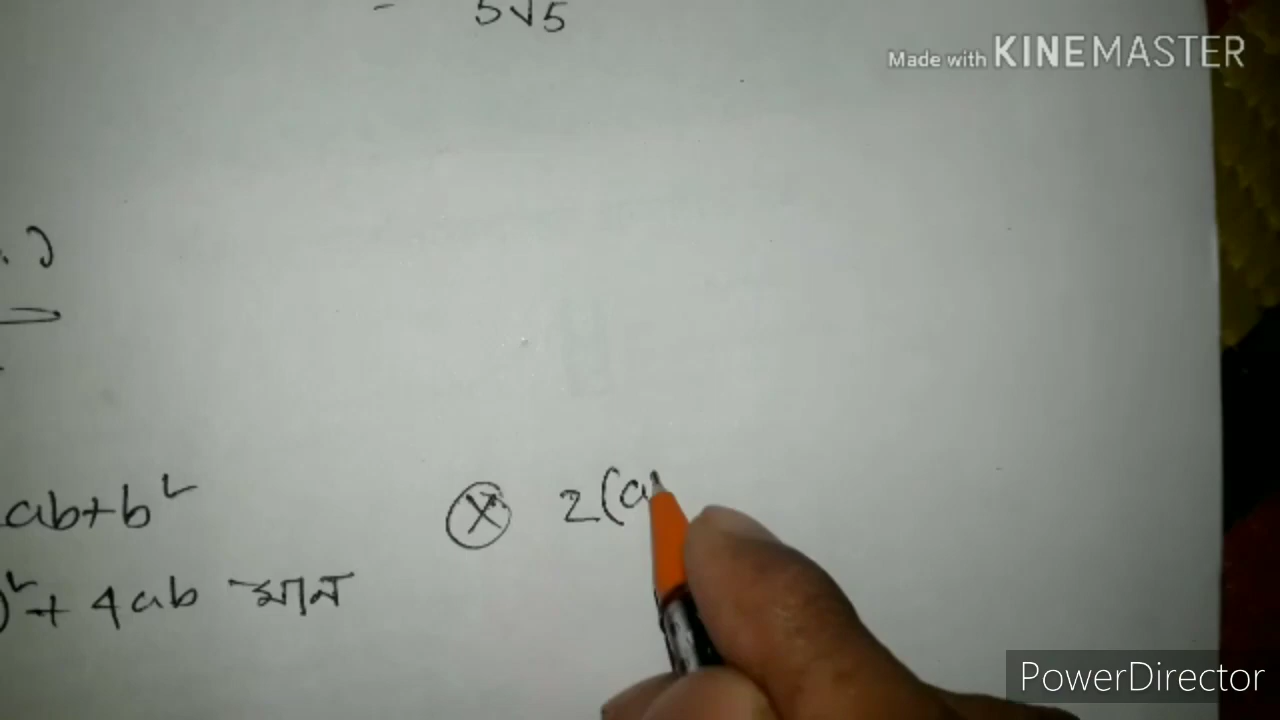 - 5√5
Made with KINEMASTER
. )
ab+b²
)²+ 4ab মান
ⓧ 2(a
PowerDirector